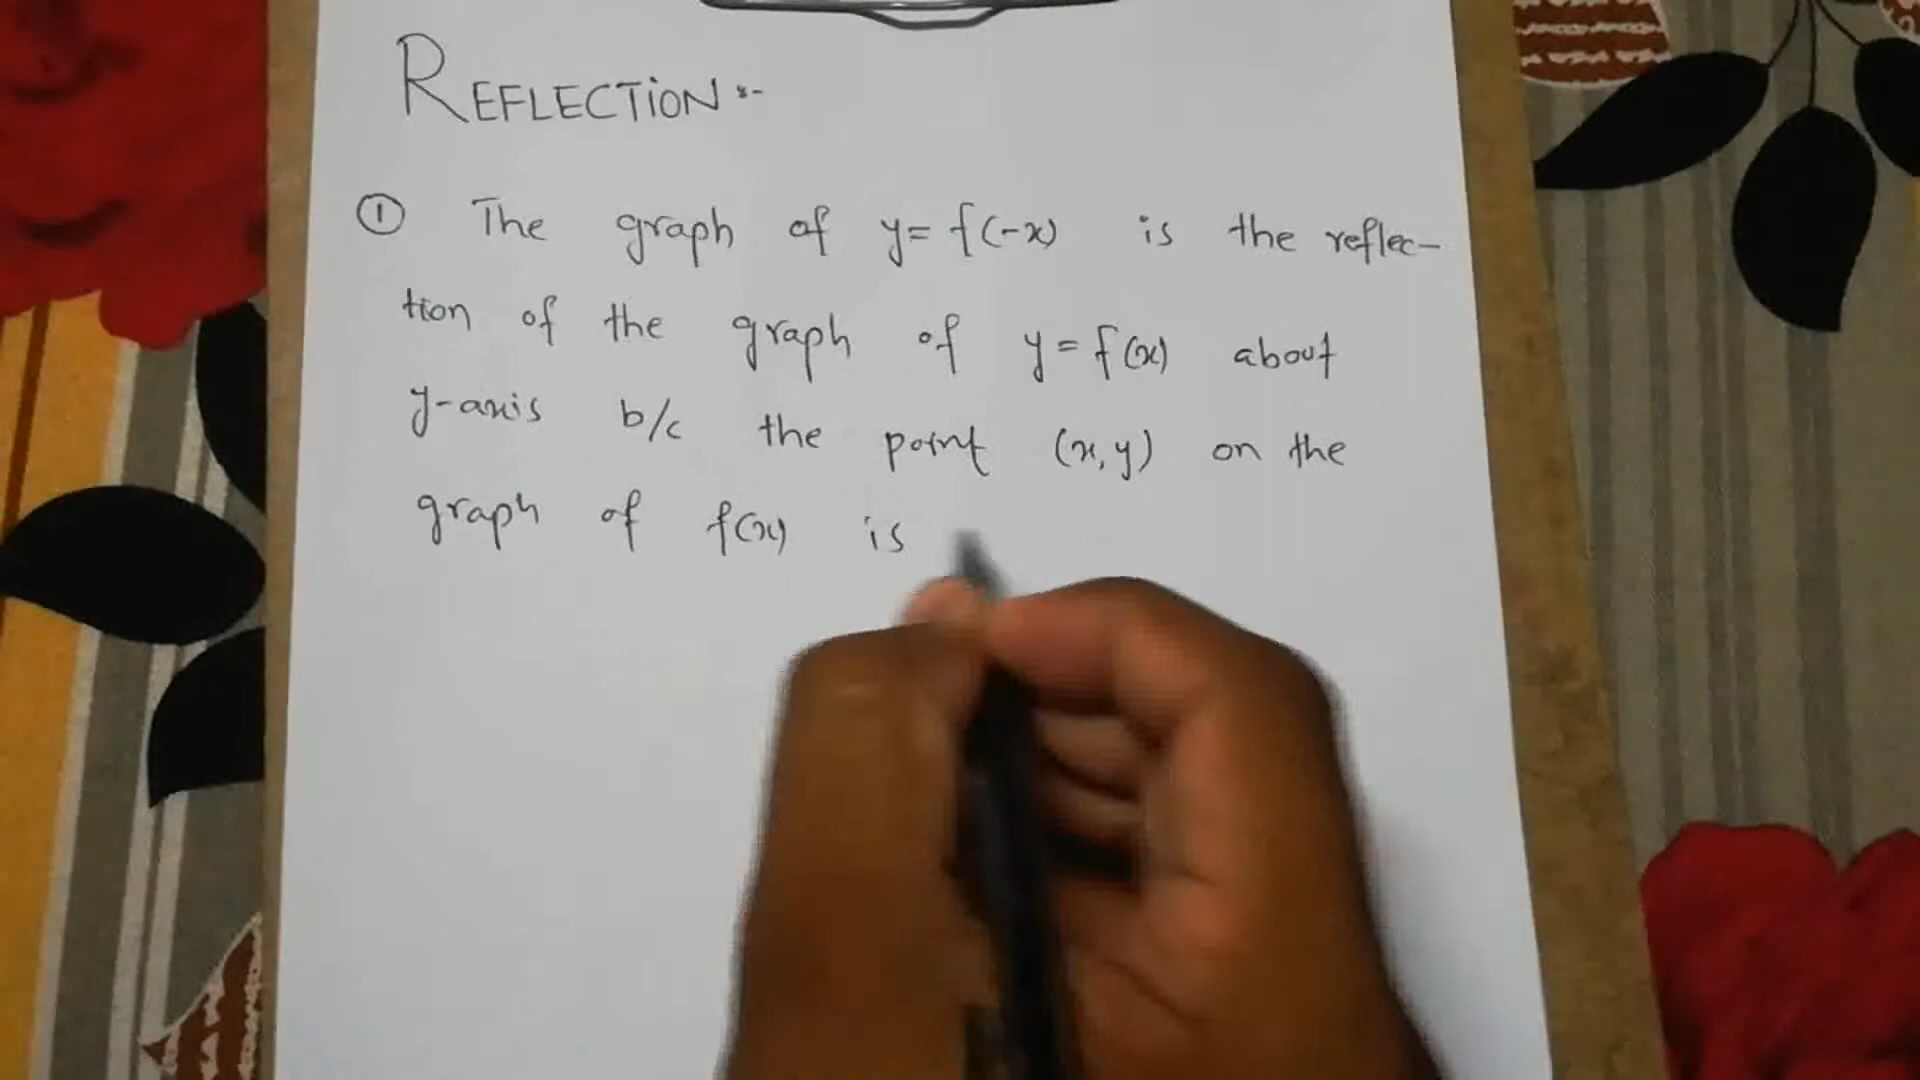 REFLECTION :-
① The graph of y= f(-x) is the reflec-
tion of the graph of y = f(x) about
y-axis b/c the point (x,y) on the
graph of f(x) is